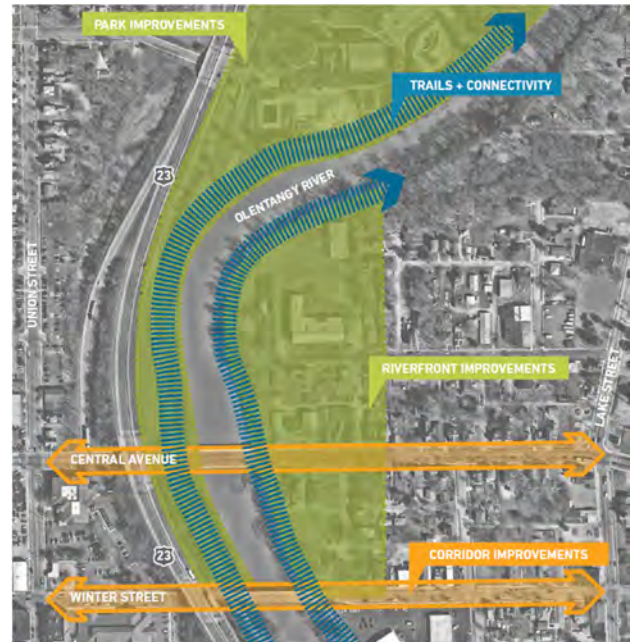 PARK IMPROVEMENTS
TRAILS + CONNECTIVITY
23
OLENTANGY RIVER
UNION STREET
RIVERFRONT IMPROVEMENTS
LAKE STREET
CENTRAL AVENUE
23
CORRIDOR IMPROVEMENTS
WINTER STREET